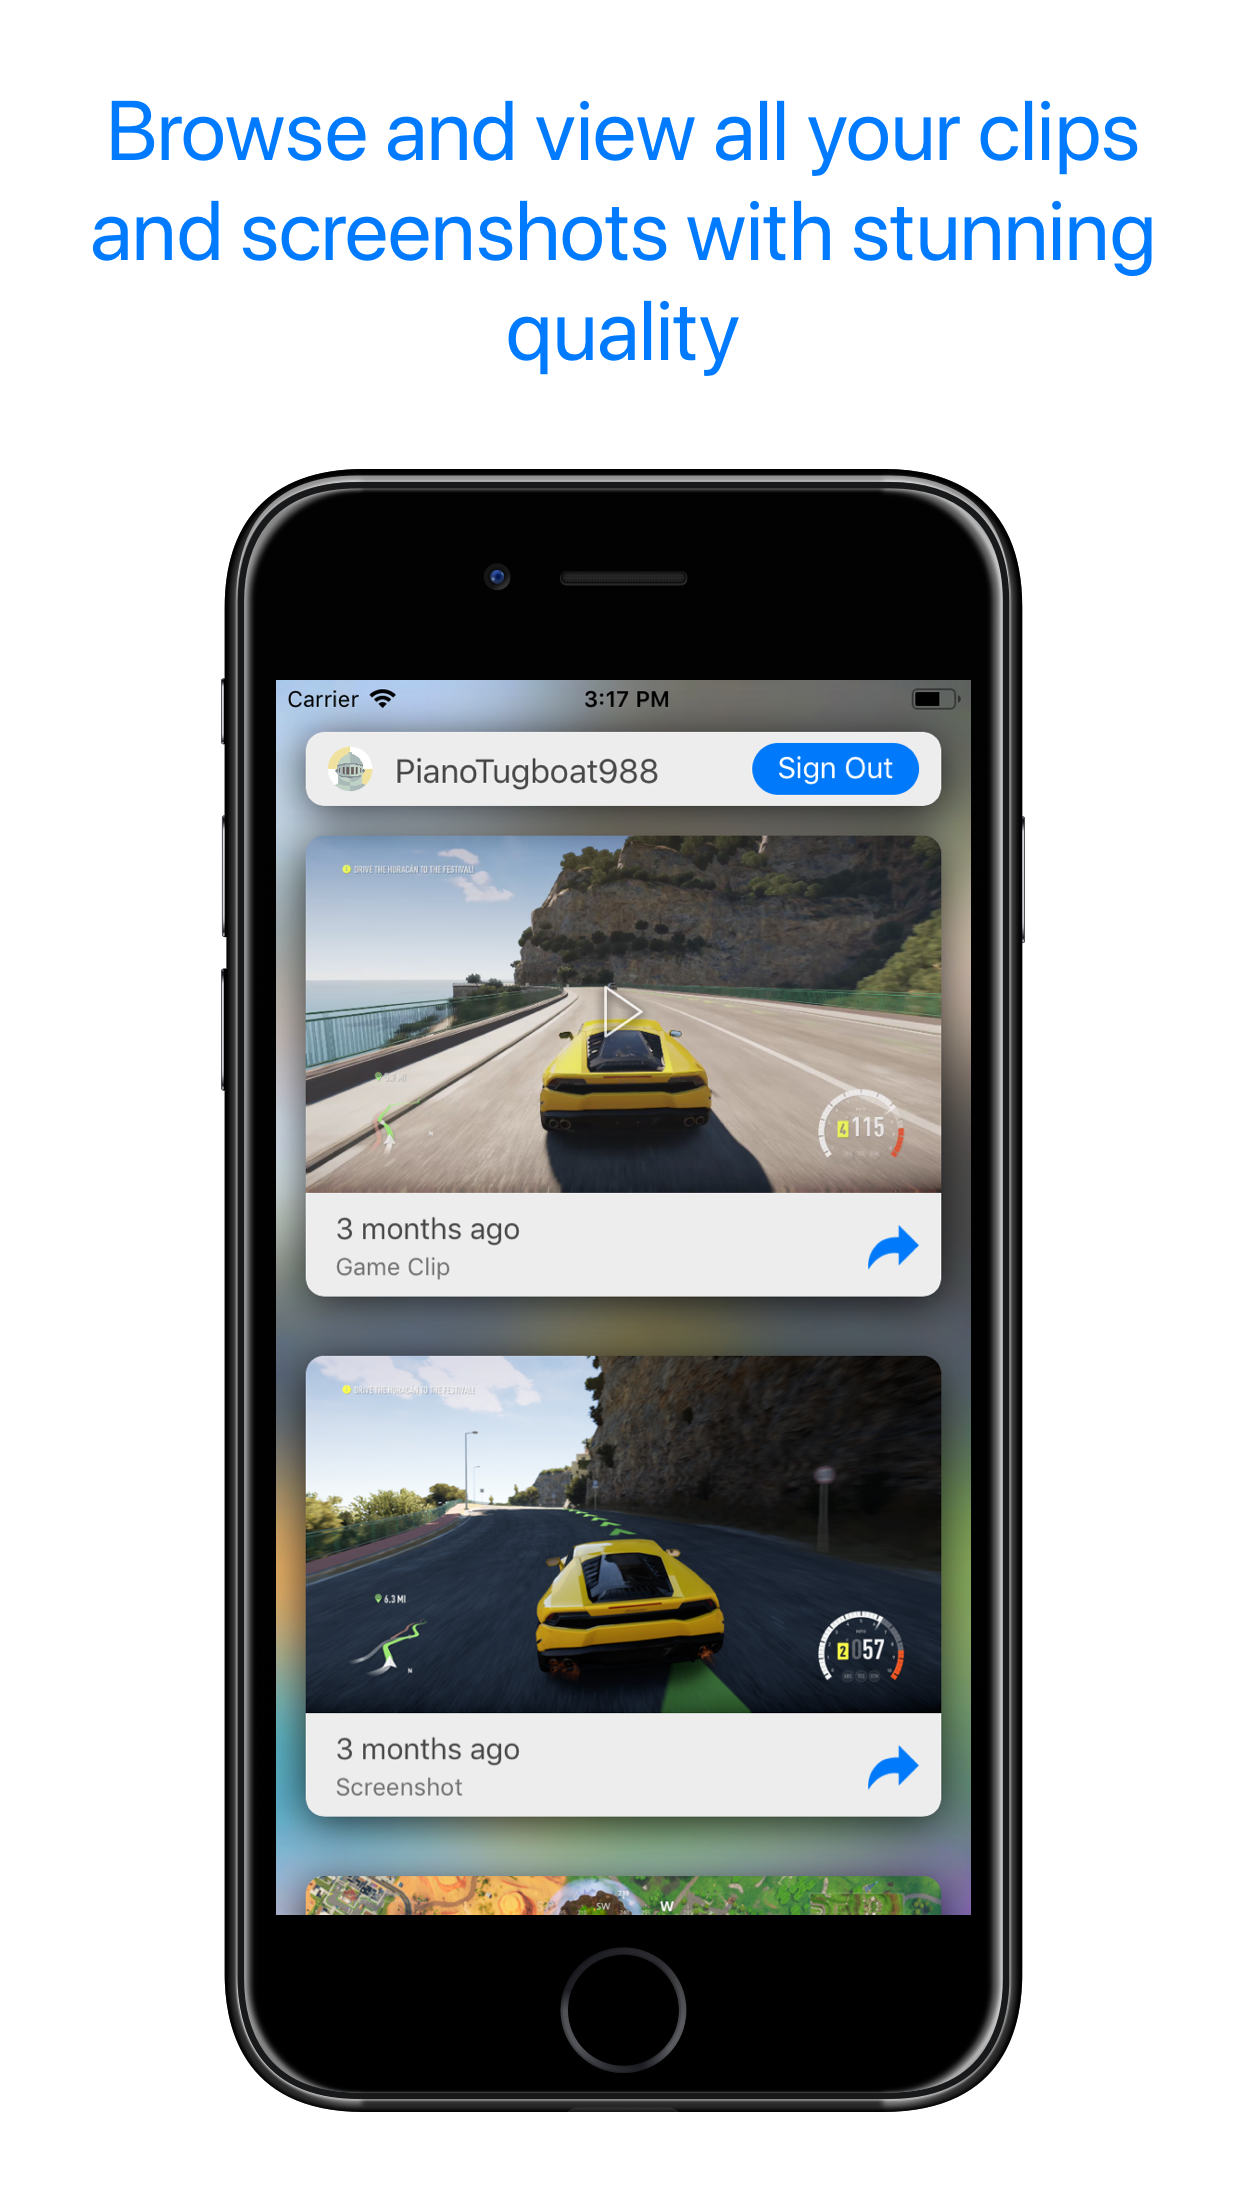 Browse and view all your clips
and screenshots with stunning
quality
Carrier
3:17 PM
PianoTugboat988
Sign Out
DRIVE THE HURACÁN TO THE FESTIVAL!
4 115
3 months ago
Game Clip
DRIVE THE HURACÁN TO THE FESTIVAL!
6.3 MI
N
2 057
3 months ago
Screenshot
SW
W